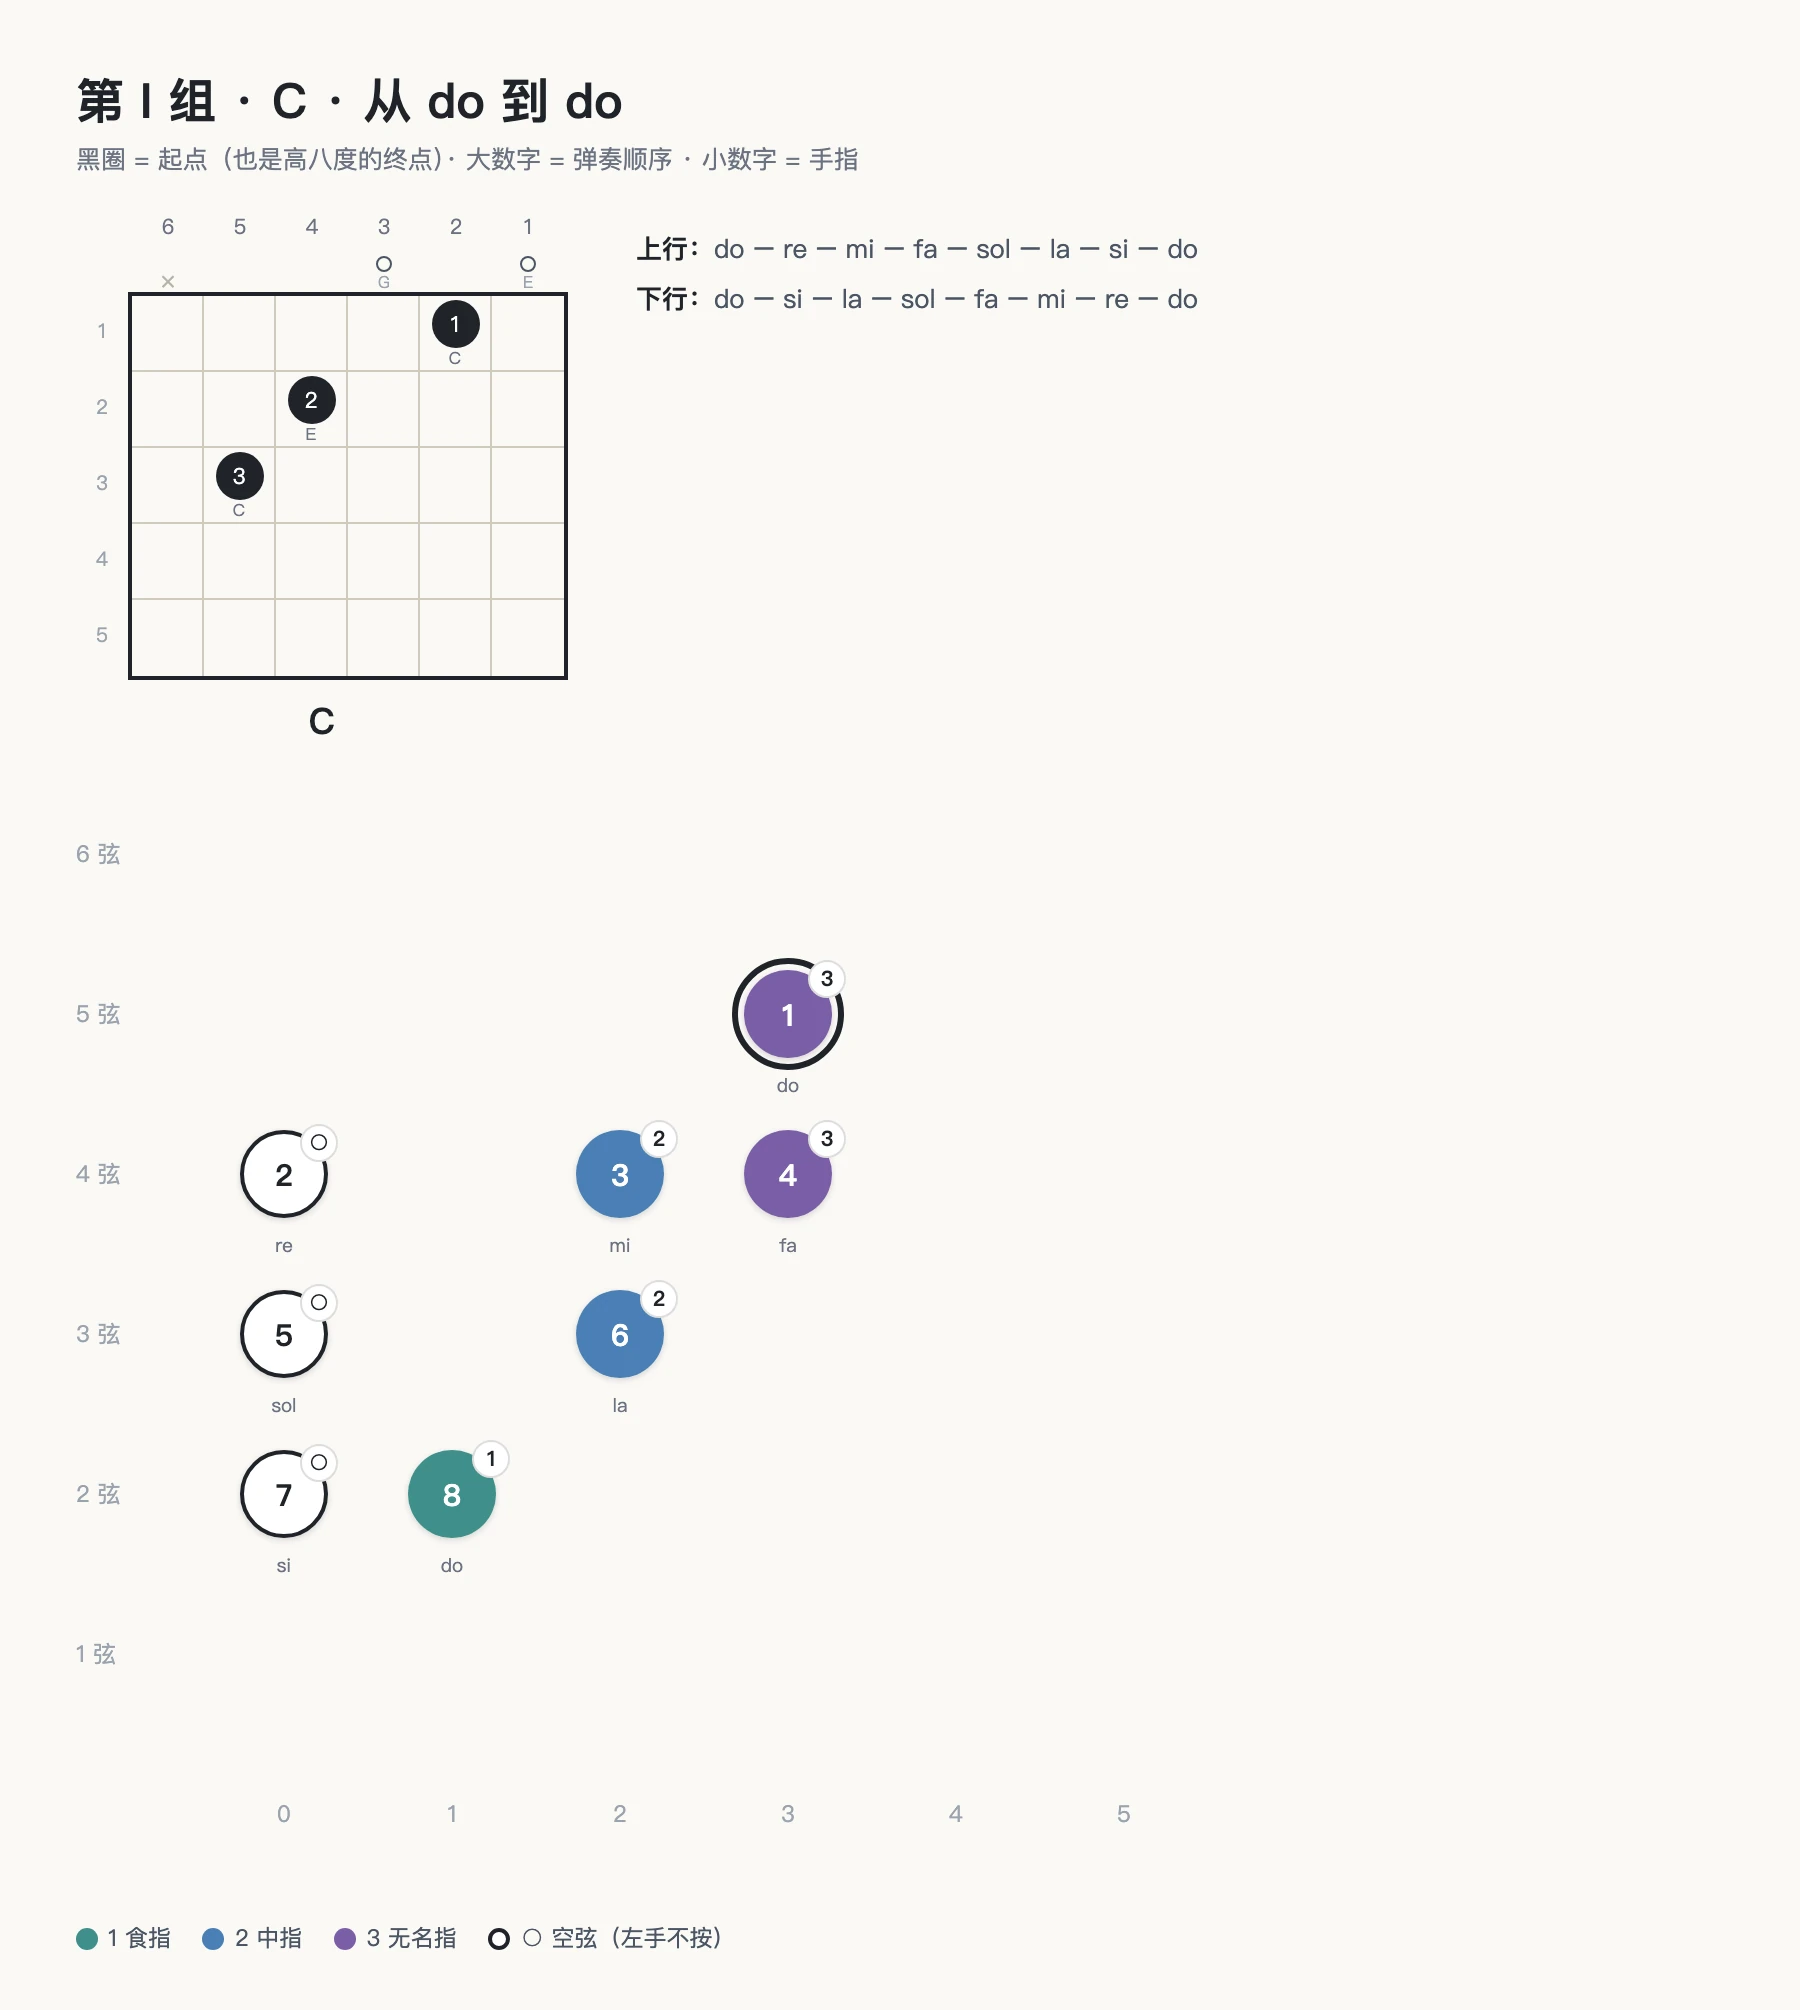 第 I 组 · C · 从 do 到 do
黑圈 = 起点（也是高八度的终点）· 大数字 = 弹奏顺序 · 小数字 = 手指
6 5 4 3 2 1
×
G E
上行：do — re — mi — fa — sol — la — si — do
下行：do — si — la — sol — fa — mi — re — do
1 1
C
2 2
E
3 3
C
4
5
C
6 弦
5 弦 1 3
do
4 弦 2 ○ 3 2 4 3
re mi fa
3 弦 5 ○ 6 2
sol la
2 弦 7 ○ 8 1
si do
1 弦
0 1 2 3 4 5
1 食指 2 中指 3 无名指 ○ 空弦（左手不按）